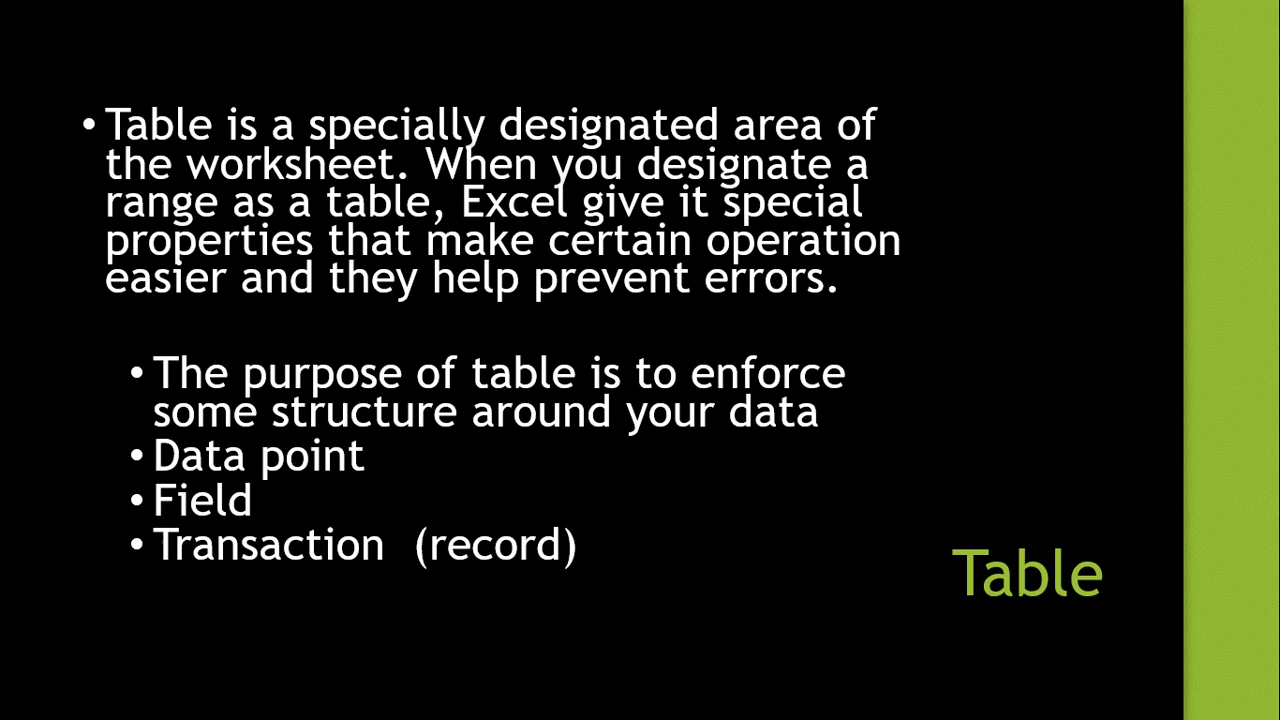 • Table is a specially designated area of
the worksheet. When you designate a
range as a table, Excel give it special
properties that make certain operation
easier and they help prevent errors.
• The purpose of table is to enforce
some structure around your data
• Data point
• Field
• Transaction (record)
Table